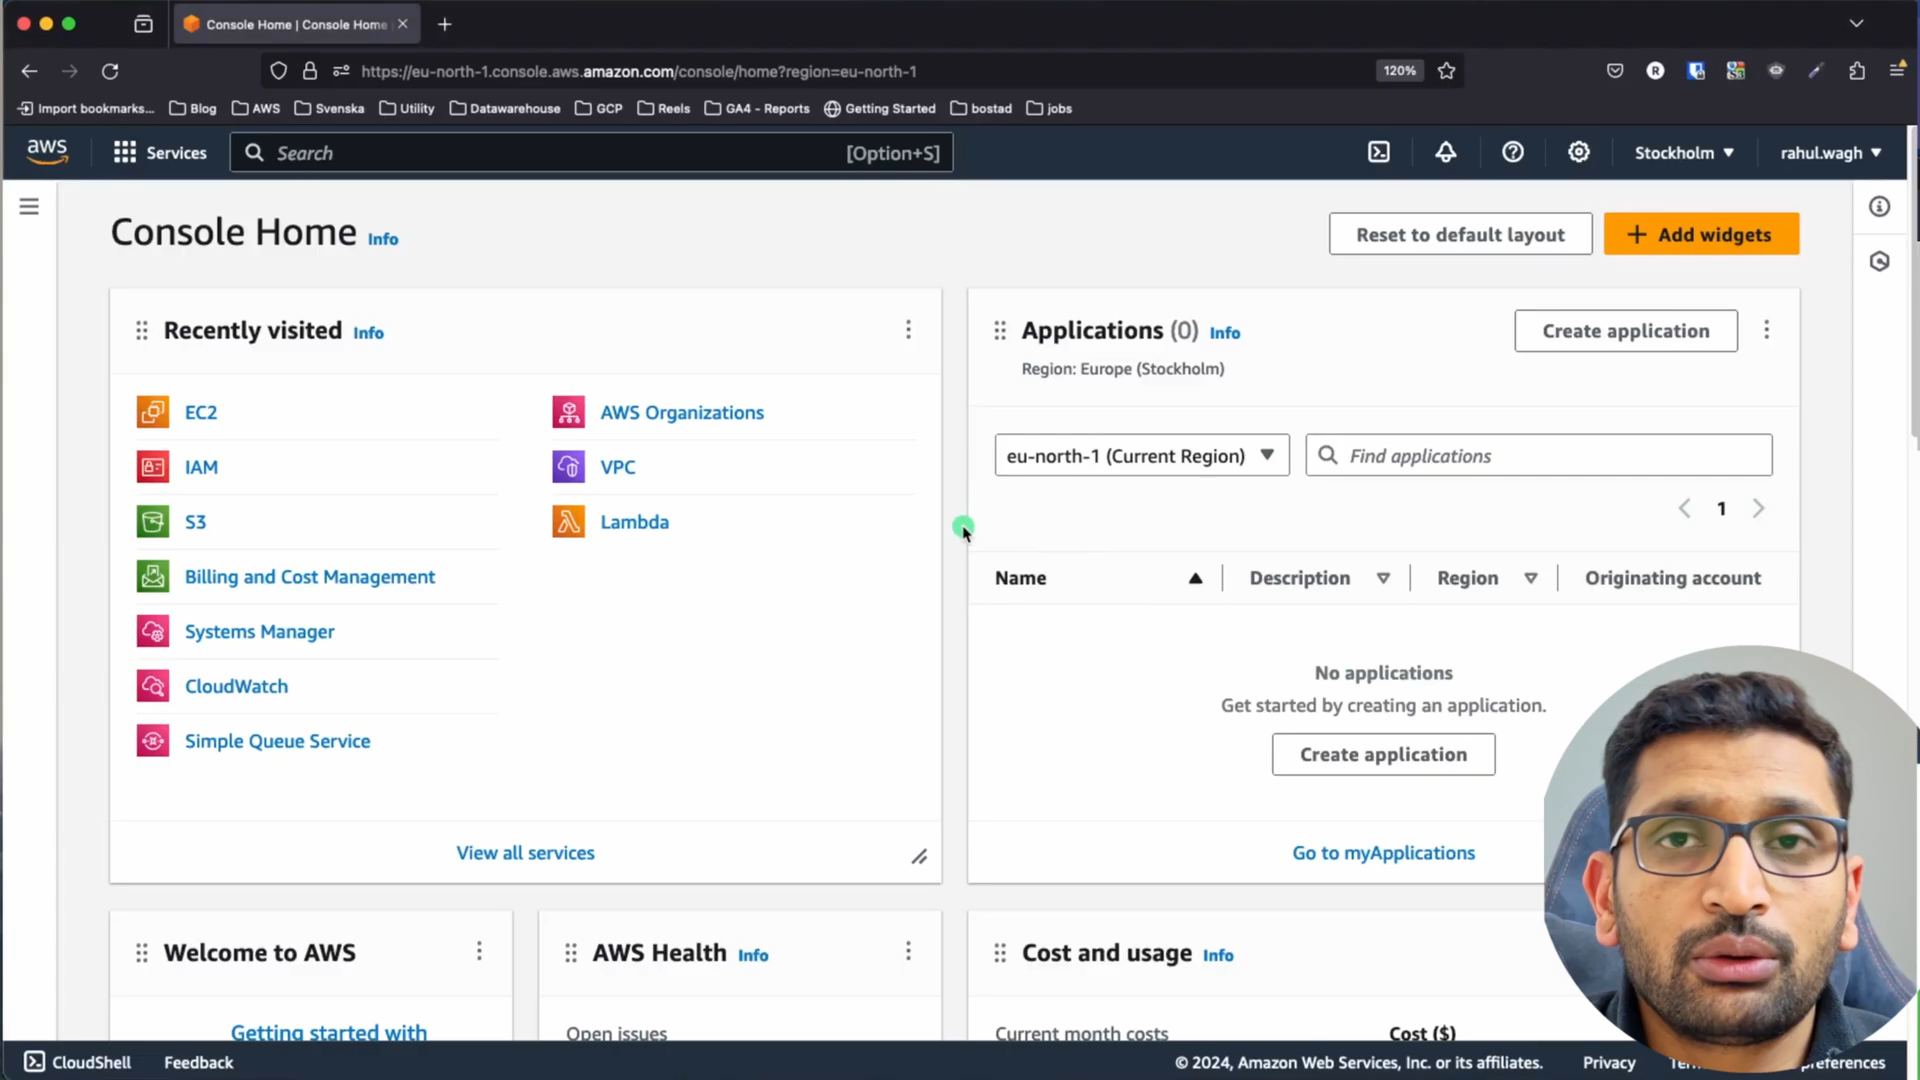 Console Home | Console Home
https://eu-north-1.console.aws.amazon.com/console/home?region=eu-north-1
120%
R
Import bookmarks...
Blog
AWS
Svenska
Utility
Datawarehouse
GCP
Reels
GA4 - Reports
Getting Started
bostad
jobs
aws
Services
Search
[Option+S]
Stockholm
rahul.wagh
Console Home Info
Reset to default layout
Add widgets
Recently visited Info
EC2
IAM
S3
Billing and Cost Management
Systems Manager
CloudWatch
Simple Queue Service
AWS Organizations
VPC
Lambda
View all services
Applications (0) Info
Region: Europe (Stockholm)
Create application
eu-north-1 (Current Region)
Find applications
1
Name
Description
Region
Originating account
No applications
Get started by creating an application.
Create application
Go to myApplications
Welcome to AWS
Getting started with
AWS Health Info
Open issues
Cost and usage Info
Current month costs
Cost ($)
CloudShell
Feedback
© 2024, Amazon Web Services, Inc. or its affiliates.
Privacy